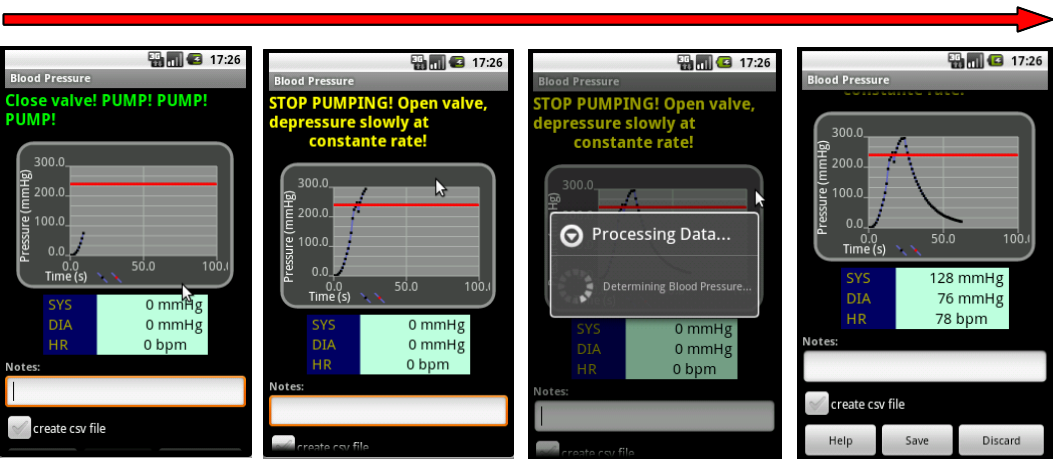 3G
17:26
Blood Pressure
Close valve! PUMP! PUMP!
PUMP!
300.0
200.0
100.0
0.0
Pressure (mmHg)
0.0
50.0
100.
Time (s)
SYS 0 mmHg
DIA 0 mmHg
HR 0 bpm
Notes:
create csv file
3G
17:26
Blood Pressure
STOP PUMPING! Open valve,
depressure slowly at
constante rate!
300.0
200.0
100.0
0.0
Pressure (mmHg)
0.0
50.0
100.
Time (s)
SYS 0 mmHg
DIA 0 mmHg
HR 0 bpm
Notes:
create csv file
3G
17:26
Blood Pressure
STOP PUMPING! Open valve,
depressure slowly at
constante rate!
300.0
Processing Data...
Determining Blood Pressure...
SYS 0 mmHg
DIA 0 mmHg
HR 0 bpm
Notes:
create csv file
3G
17:26
Blood Pressure
constante rate!
300.0
200.0
100.0
0.0
Pressure (mmHg)
0.0
50.0
100.
Time (s)
SYS 128 mmHg
DIA 76 mmHg
HR 78 bpm
Notes:
create csv file
Help
Save
Discard